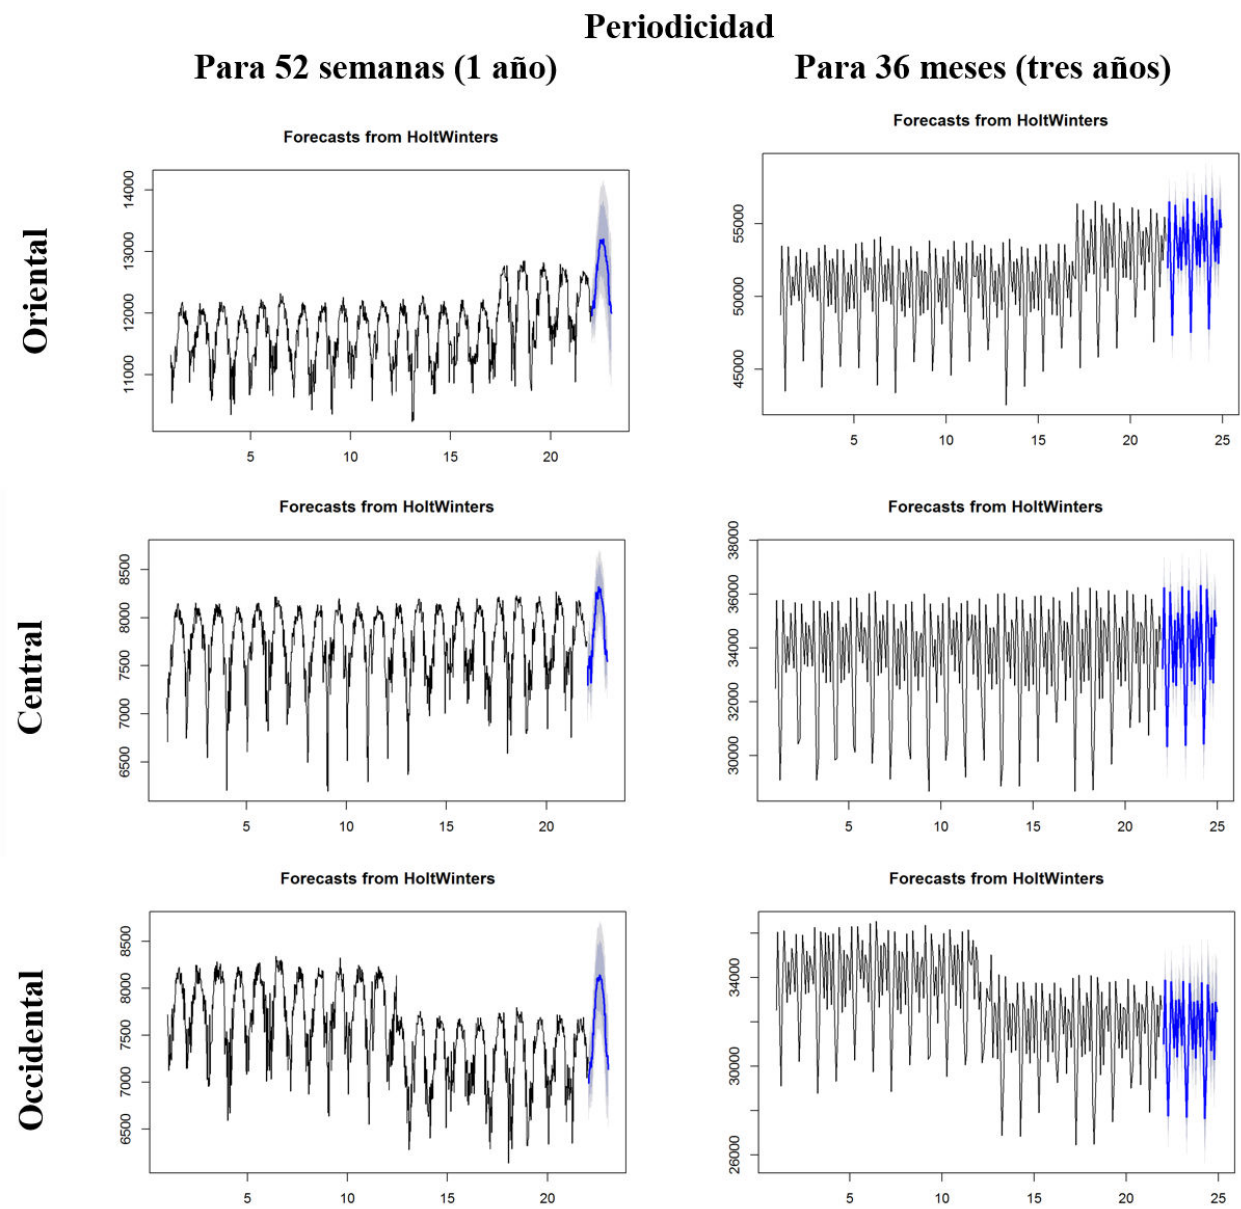 Periodicidad
Para 52 semanas (1 año)
Para 36 meses (tres años)
Oriental
Forecasts from HoltWinters
14000
13000
12000
11000
5 10 15 20
Forecasts from HoltWinters
55000
50000
45000
5 10 15 20 25
Central
Forecasts from HoltWinters
8500
8000
7500
7000
6500
5 10 15 20
Forecasts from HoltWinters
38000
36000
34000
32000
30000
5 10 15 20 25
Occidental
Forecasts from HoltWinters
8500
8000
7500
7000
6500
5 10 15 20
Forecasts from HoltWinters
34000
30000
26000
5 10 15 20 25